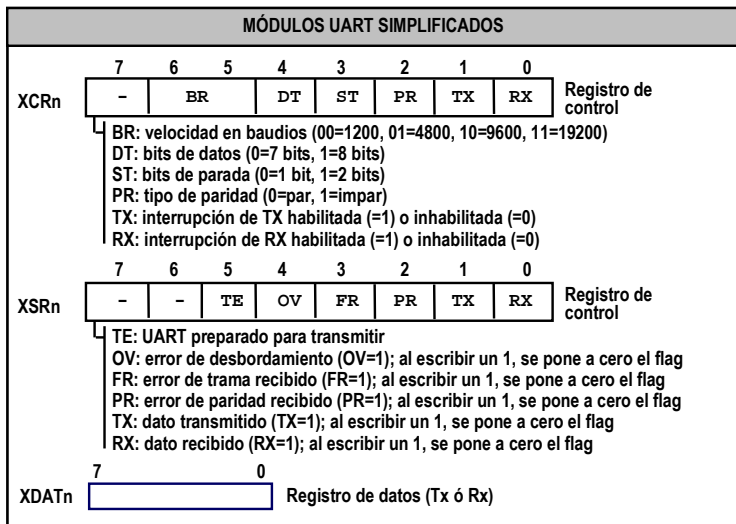 MÓDULOS UART SIMPLIFICADOS
7 6 5 4 3 2 1 0
XCRn - BR DT ST PR TX RX Registro de control
BR: velocidad en baudios (00=1200, 01=4800, 10=9600, 11=19200)
DT: bits de datos (0=7 bits, 1=8 bits)
ST: bits de parada (0=1 bit, 1=2 bits)
PR: tipo de paridad (0=par, 1=impar)
TX: interrupción de TX habilitada (=1) o inhabilitada (=0)
RX: interrupción de RX habilitada (=1) o inhabilitada (=0)
7 6 5 4 3 2 1 0
XSRn - - TE OV FR PR TX RX Registro de control
TE: UART preparado para transmitir
OV: error de desbordamiento (OV=1); al escribir un 1, se pone a cero el flag
FR: error de trama recibido (FR=1); al escribir un 1, se pone a cero el flag
PR: error de paridad recibido (PR=1); al escribir un 1, se pone a cero el flag
TX: dato transmitido (TX=1); al escribir un 1, se pone a cero el flag
RX: dato recibido (RX=1); al escribir un 1, se pone a cero el flag
7 0
XDATn Registro de datos (Tx ó Rx)